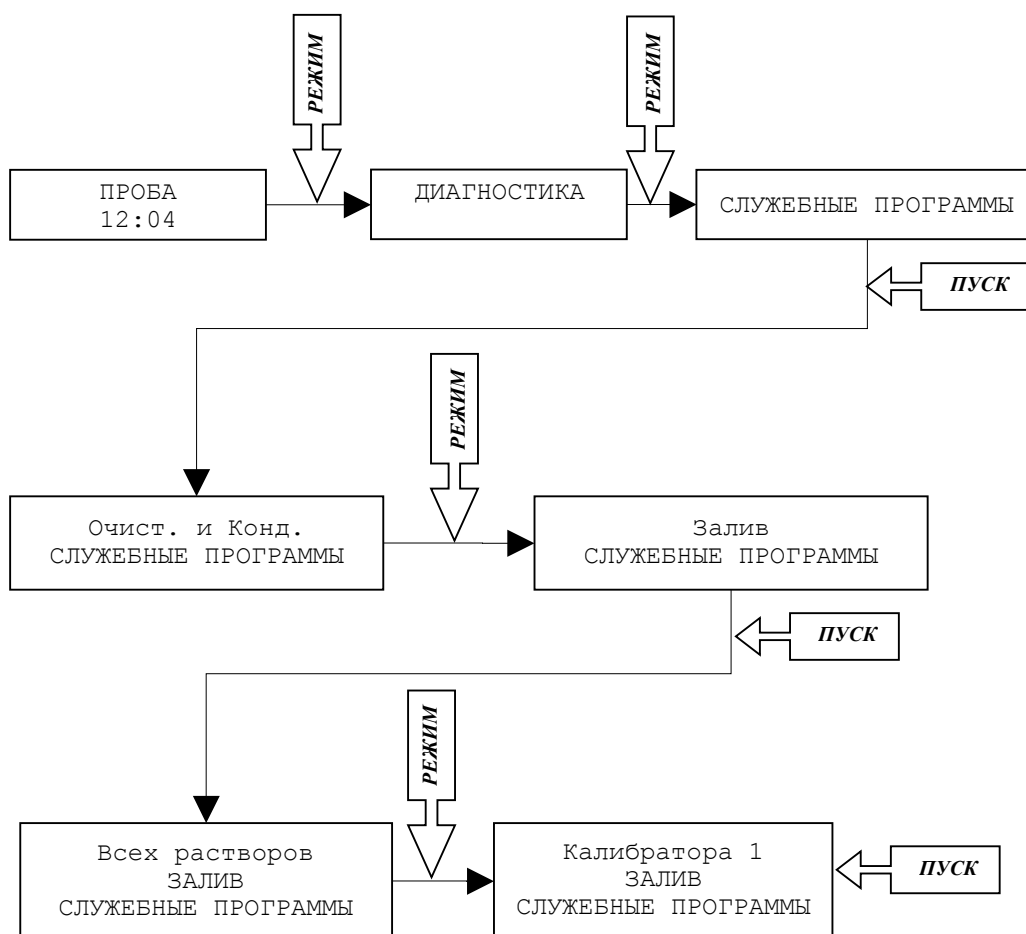 РЕЖИМ
РЕЖИМ
ПРОБА
12:04
ДИАГНОСТИКА
СЛУЖЕБНЫЕ ПРОГРАММЫ
ПУСК
РЕЖИМ
Очист. и Конд.
СЛУЖЕБНЫЕ ПРОГРАММЫ
Залив
СЛУЖЕБНЫЕ ПРОГРАММЫ
ПУСК
РЕЖИМ
Всех растворов
ЗАЛИВ
СЛУЖЕБНЫЕ ПРОГРАММЫ
Калибратора 1
ЗАЛИВ
СЛУЖЕБНЫЕ ПРОГРАММЫ
ПУСК